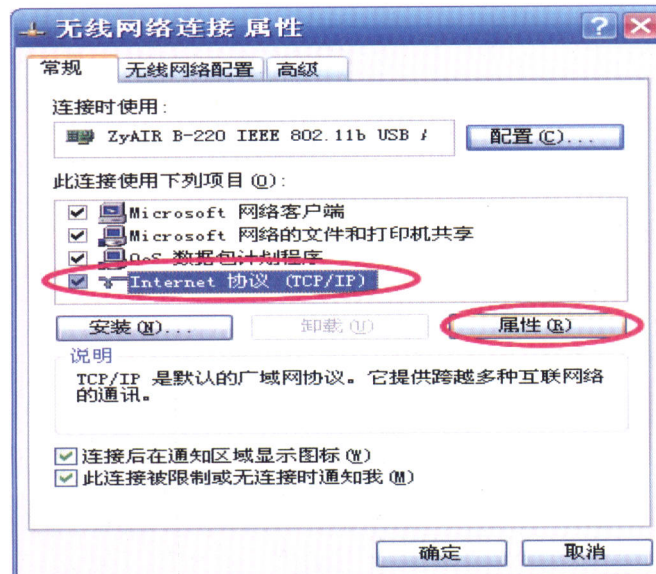 无线网络连接 属性
常规 无线网络配置 高级
连接时使用:
ZyAIR B-220 IEEE 802.11b USB
配置(C)...
此连接使用下列项目(O):
Microsoft 网络客户端
Microsoft 网络的文件和打印机共享
QoS 数据包计划程序
Internet 协议 (TCP/IP)
安装(N)... 卸载(U) 属性(R)
说明
TCP/IP 是默认的广域网协议。它提供跨越多种互联网络
的通讯。
连接后在通知区域显示图标(W)
此连接被限制或无连接时通知我(M)
确定 取消